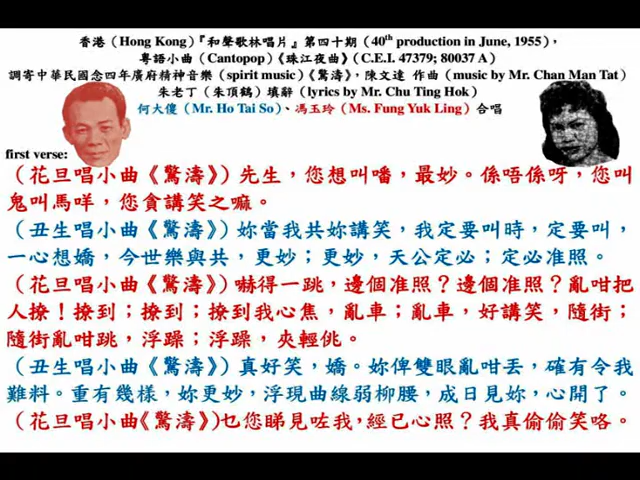 香港（Hong Kong）『和聲歌林唱片』第四十期（40th production in June, 1955），
粵語小曲（Cantopop）《珠江夜曲》（C.E.I. 47379; 80037 A）
調寄中華民國念四年廣府精神音樂（spirit music）《驚濤》，陳文達 作曲（music by Mr. Chan Man Tat）
朱老丁（朱頂鶴）填辭（lyrics by Mr. Chu Ting Hok）
何大傻（Mr. Ho Tai So）、馮玉玲（Ms. Fung Yuk Ling）合唱
first verse:
（花旦唱小曲《驚濤》）先生，您想叫噃，最妙。係唔係呀，您叫
鬼叫馬咩，您貪講笑之嘛。
（丑生唱小曲《驚濤》）妳當我共妳講笑，我定要叫時，定要叫，
一心想嬌，今世樂與共，更妙；更妙，天公定必；定必准照。
（花旦唱小曲《驚濤》）嚇得一跳，邊個准照？邊個准照？亂咁把
人撩！撩到；撩到；撩到我心焦，亂車；亂車，好講笑，隨街；
隨街亂咁跳，浮躁；浮躁，夾輕佻。
（丑生唱小曲《驚濤》）真好笑，嬌。妳俾雙眼亂咁丟，確有令我
難料。重有幾樣，妳更妙，浮現曲線弱柳腰，成日見妳，心開了。
（花旦唱小曲《驚濤》）乜您睇見咗我，經已心照？我真偷偷笑咯。